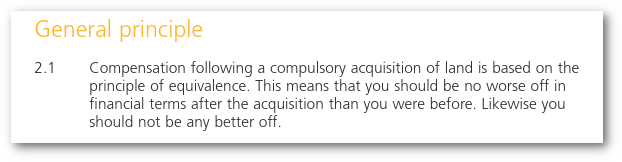 General principle
2.1 Compensation following a compulsory acquisition of land is based on the
principle of equivalence. This means that you should be no worse off in
financial terms after the acquisition than you were before. Likewise you
should not be any better off.